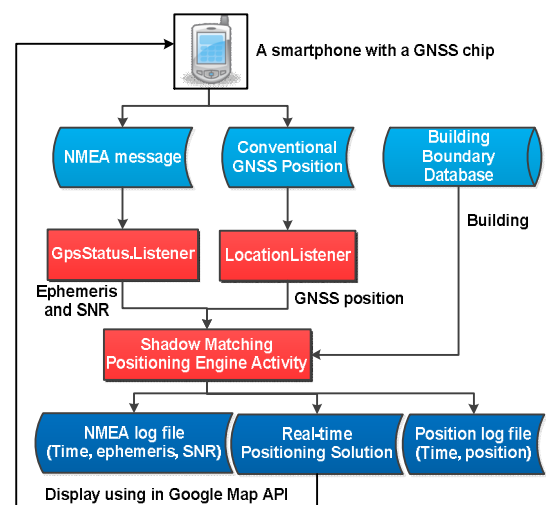 A smartphone with a GNSS chip
NMEA message
Conventional
GNSS Position
Building
Boundary
Database
Building
GpsStatus.Listener
LocationListener
Ephemeris
and SNR
GNSS position
Shadow Matching
Positioning Engine Activity
NMEA log file
(Time, ephemeris, SNR)
Real-time
Positioning Solution
Position log file
(Time, position)
Display using in Google Map API